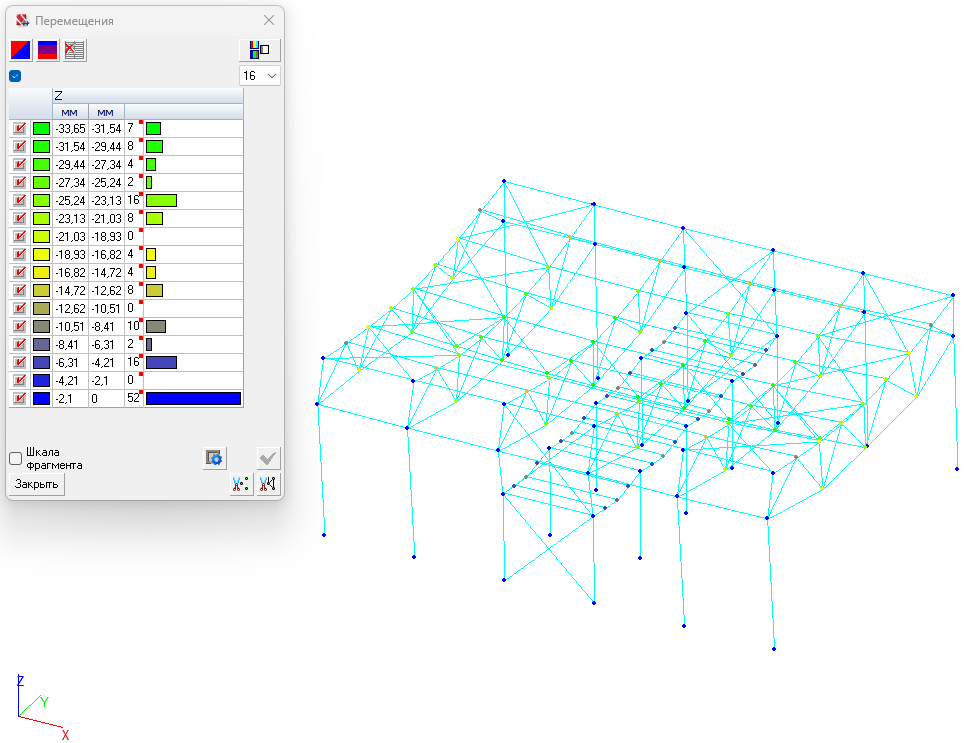 Перемещения
16
Z
мм мм
-33,65 -31,54 7
-31,54 -29,44 8
-29,44 -27,34 4
-27,34 -25,24 2
-25,24 -23,13 16
-23,13 -21,03 8
-21,03 -18,93 0
-18,93 -16,82 4
-16,82 -14,72 4
-14,72 -12,62 8
-12,62 -10,51 0
-10,51 -8,41 10
-8,41 -6,31 2
-6,31 -4,21 16
-4,21 -2,1 0
-2,1 0 52
Шкала
фрагмента
Закрыть
Z
Y
X